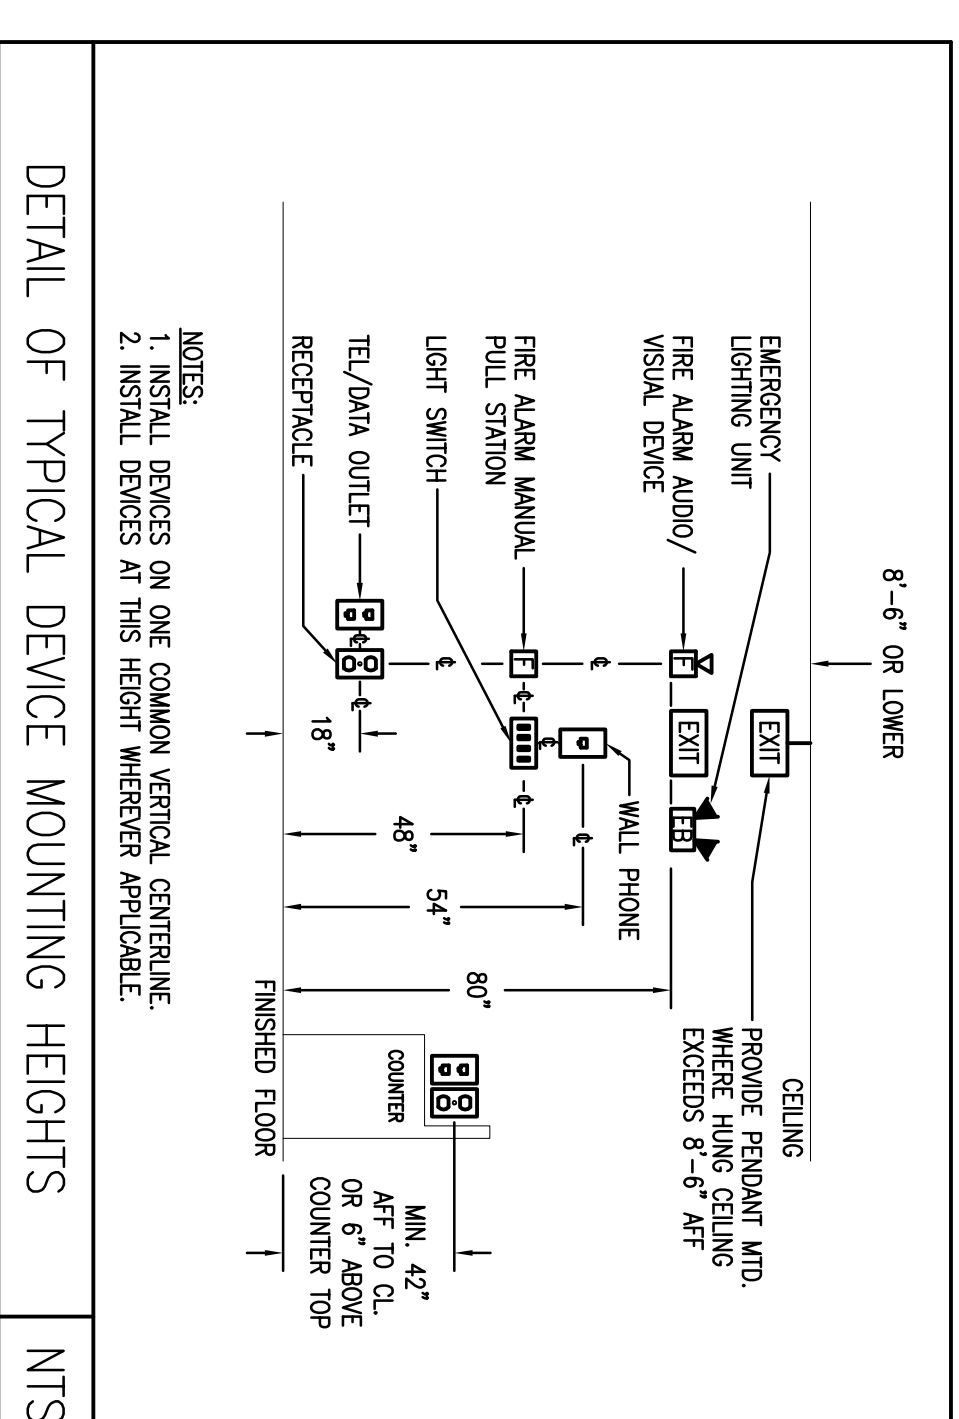 8'-6" OR LOWER
CEILING
EMERGENCY
LIGHTING UNIT
EXIT
PROVIDE PENDANT MTD.
WHERE HUNG CEILING
EXCEEDS 8'-6" AFF
FIRE ALARM AUDIO/
VISUAL DEVICE
F
EXIT
EB
WALL PHONE
FIRE ALARM MANUAL
PULL STATION
F
LIGHT SWITCH
TEL/DATA OUTLET
RECEPTACLE
℄
℄
℄
℄
℄
℄
℄
℄
18"
48"
54"
80"
COUNTER
MIN. 42"
AFF TO CL.
OR 6" ABOVE
COUNTER TOP
FINISHED FLOOR
NOTES:
1. INSTALL DEVICES ON ONE COMMON VERTICAL CENTERLINE.
2. INSTALL DEVICES AT THIS HEIGHT WHEREVER APPLICABLE.
DETAIL OF TYPICAL DEVICE MOUNTING HEIGHTS
NTS